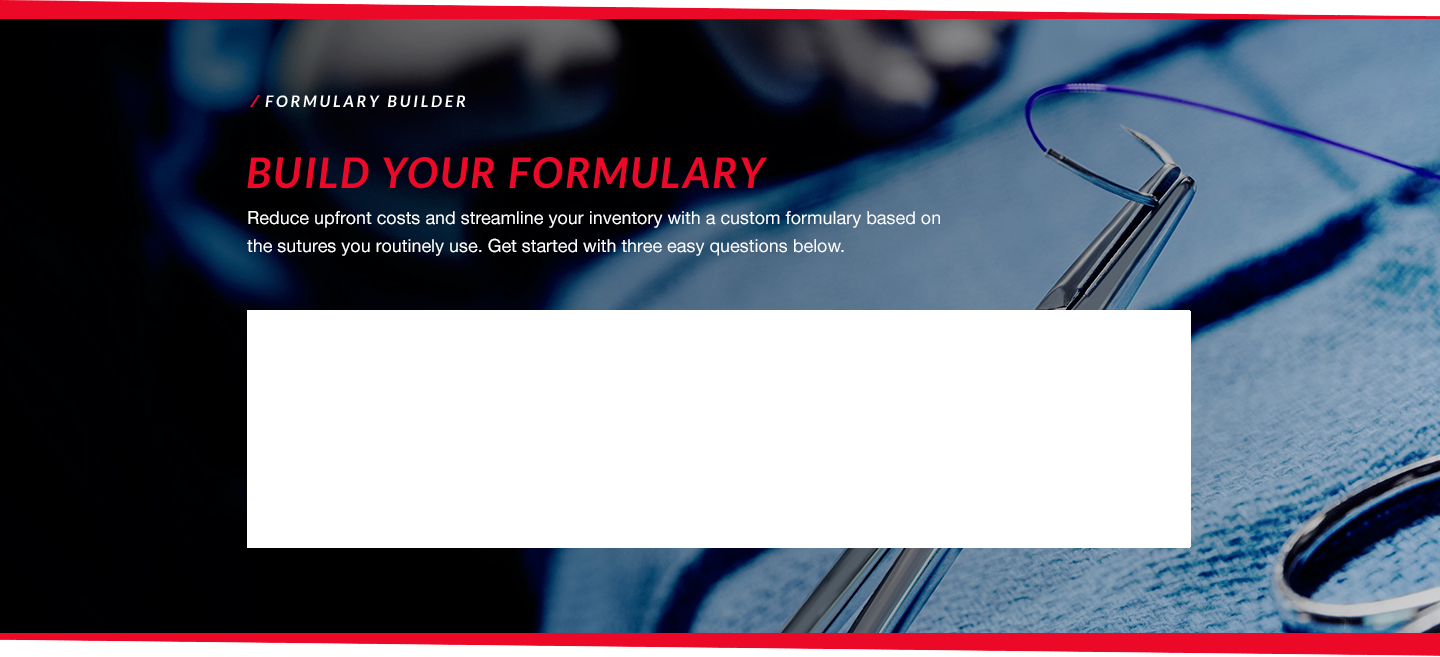 / FORMULARY BUILDER
BUILD YOUR FORMULARY
Reduce upfront costs and streamline your inventory with a custom formulary based on
the sutures you routinely use. Get started with three easy questions below.